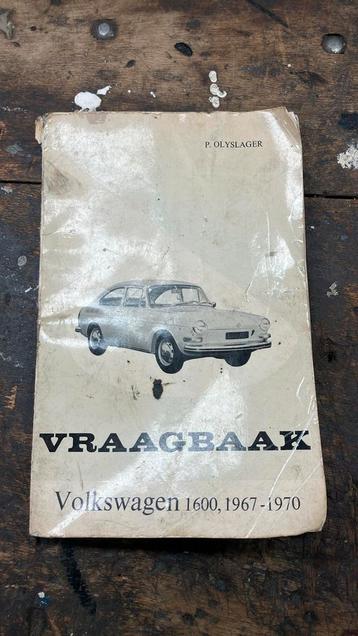 P. OLYSLAGER
VRAAGBAAK
Volkswagen 1600, 1967-1970